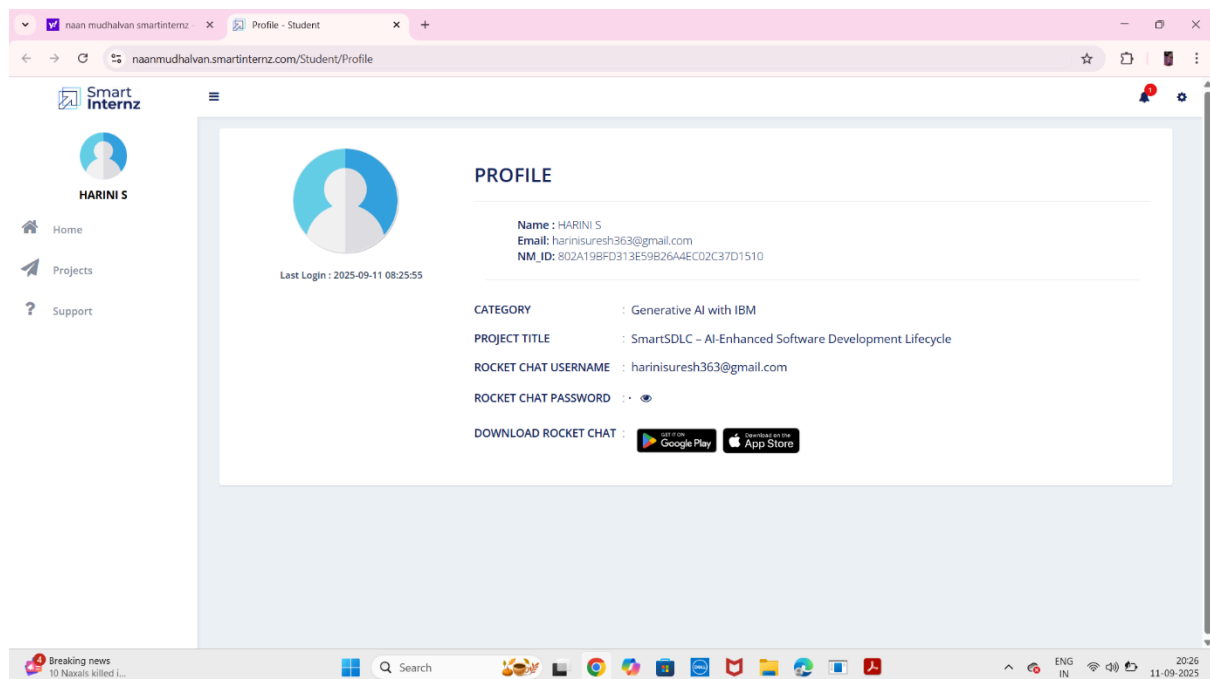 naan mudhalvan smartinternz -
Profile - Student
naanmudhalvan.smartinternz.com/Student/Profile
Smart
Internz
1
HARINI S
Home
Projects
Support
Last Login : 2025-09-11 08:25:55
PROFILE
Name : HARINI S
Email: harinisuresh363@gmail.com
NM_ID: 802A19BFD313E59B26A4EC02C37D1510
CATEGORY : Generative AI with IBM
PROJECT TITLE : SmartSDLC – AI-Enhanced Software Development Lifecycle
ROCKET CHAT USERNAME : harinisuresh363@gmail.com
ROCKET CHAT PASSWORD : ·
DOWNLOAD ROCKET CHAT :
GET IT ON
Google Play
Download on the
App Store
4
Breaking news
10 Naxals killed i...
Search
DELL
ENG
IN
20:26
11-09-2025